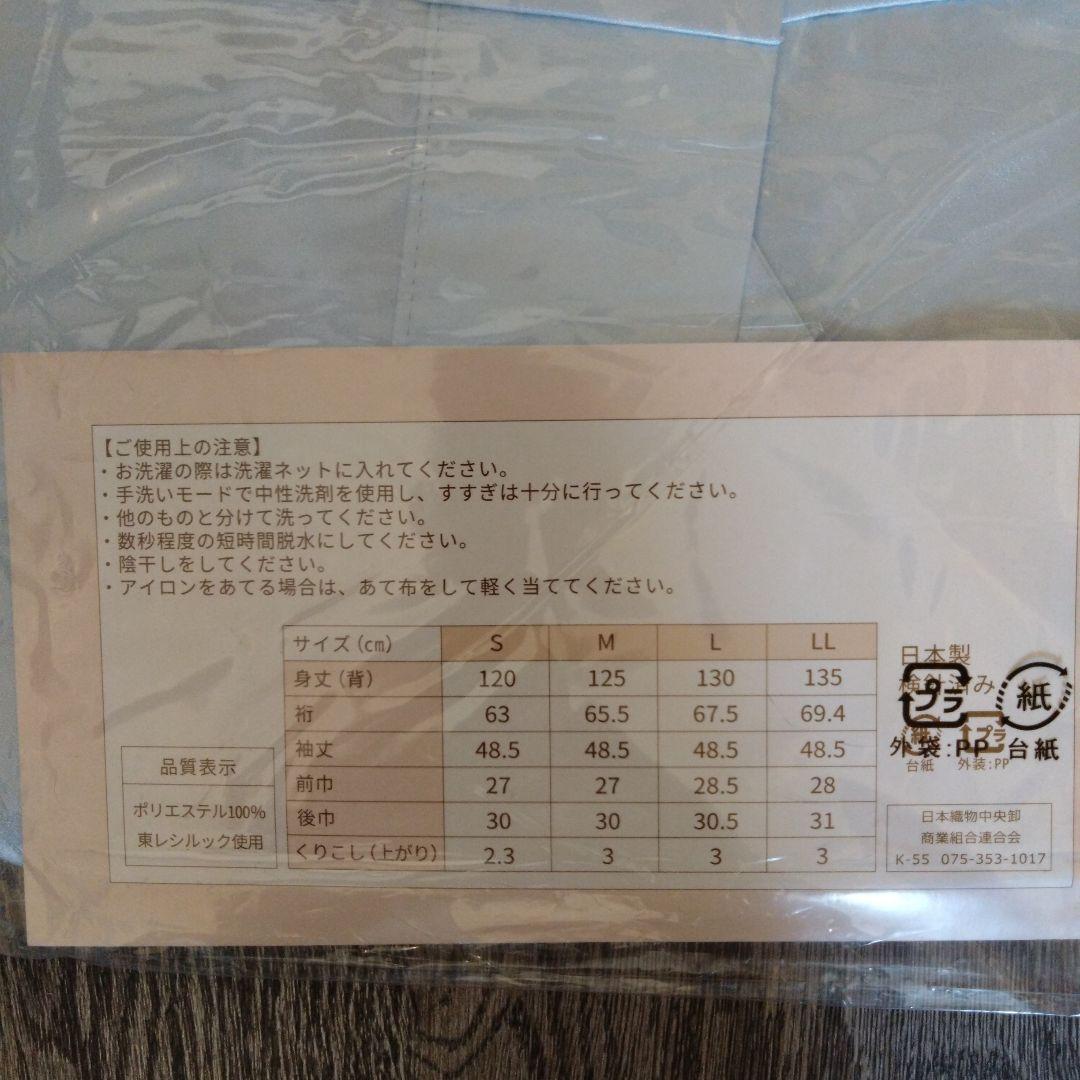 【ご使用上の注意】
・お洗濯の際は洗濯ネットに入れてください。
・手洗いモードで中性洗剤を使用し、すすぎは十分に行ってください。
・他のものと分けて洗ってください。
・数秒程度の短時間脱水にしてください。
・陰干しをしてください。
・アイロンをあてる場合は、あて布をして軽く当ててください。
サイズ(㎝) S M L LL
身丈(背) 120 125 130 135
裄 63 65.5 67.5 69.4
袖丈 48.5 48.5 48.5 48.5
前巾 27 27 28.5 28
後巾 30 30 30.5 31
くりこし(上がり) 2.3 3 3 3
品質表示
ポリエステル100%
東レシルック使用
日本製
検針済み
プラ 紙
外袋:PP 台紙
紙 プラ
台紙 外装:PP
日本織物中央卸
商業組合連合会
K-55 075-353-1017